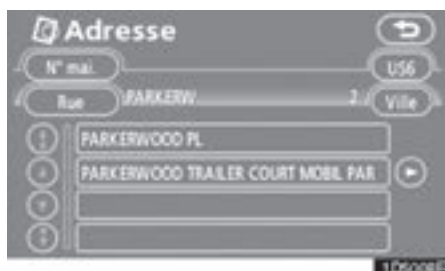 Adresse
N° mai. US6
Rue PARKERW 2 Ville
PARKERWOOD PL
PARKERWOOD TRAILER COURT MOBIL PAR